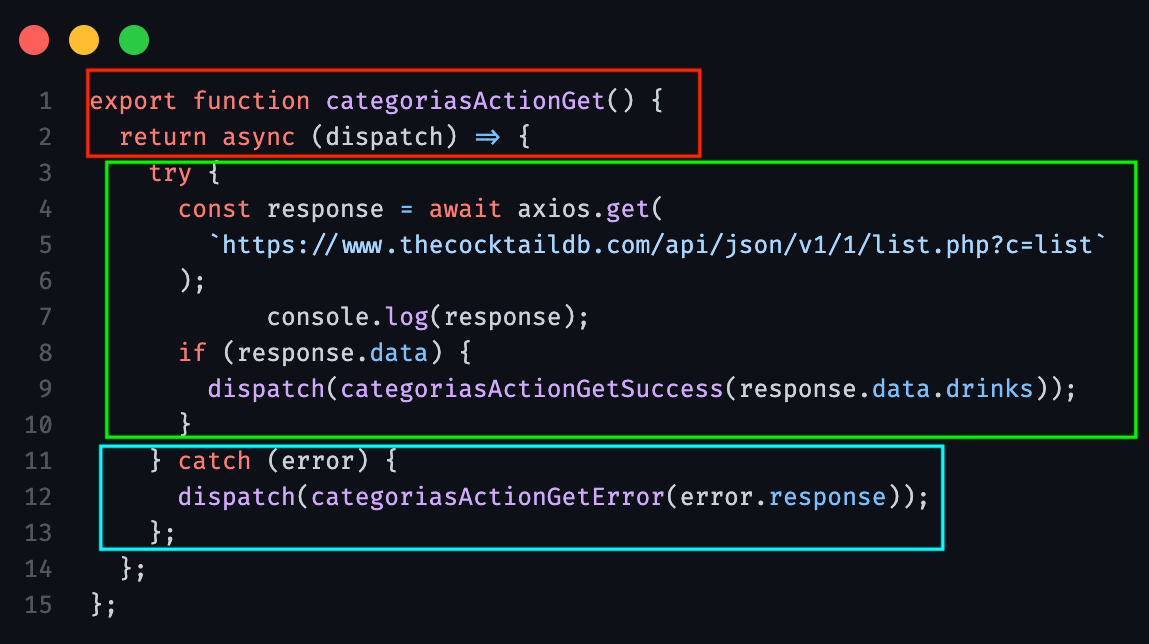 1 export function categoriasActionGet() {
2   return async (dispatch) => {
3     try {
4       const response = await axios.get(
5         `https://www.thecocktaildb.com/api/json/v1/1/list.php?c=list`
6       );
7             console.log(response);
8       if (response.data) {
9         dispatch(categoriasActionGetSuccess(response.data.drinks));
10       }
11     } catch (error) {
12       dispatch(categoriasActionGetError(error.response));
13     };
14   };
15 };